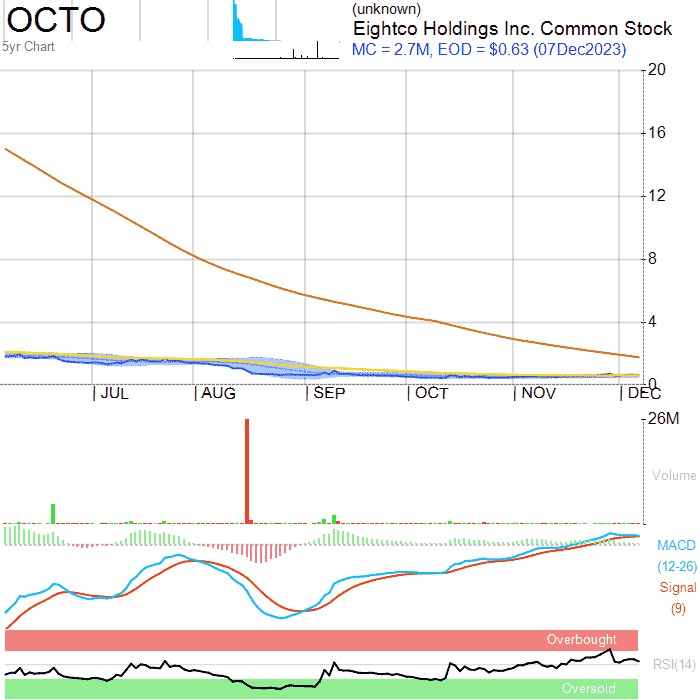 OCTO
5yr Chart
(unknown)
Eightco Holdings Inc. Common Stock
MC = 2.7M, EOD = $0.63 (07Dec2023)
20
16
12
8
4
0
JUL
AUG
SEP
OCT
NOV
DEC
26M
Volume
MACD
(12-26)
Signal
(9)
Overbought
RSI(14)
Oversold